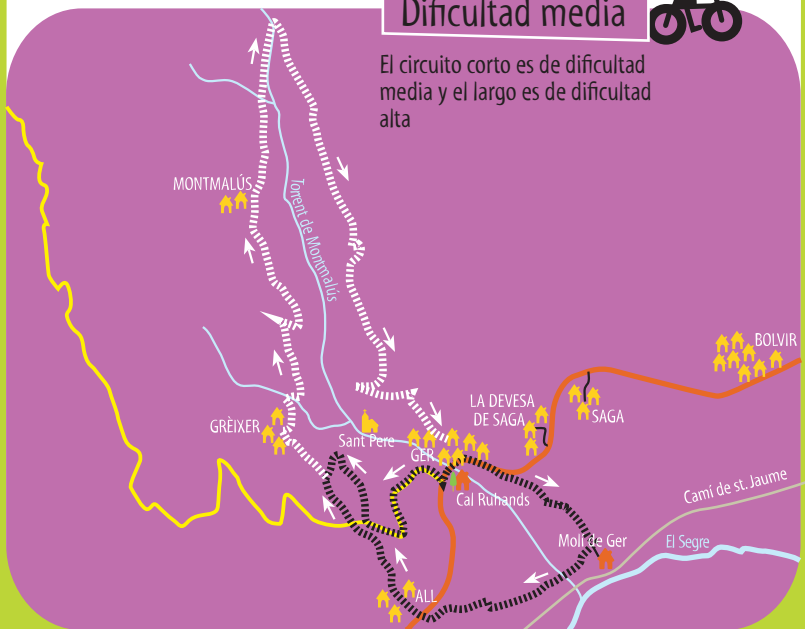 Dificultad media
El circuito corto es de dificultad
media y el largo es de dificultad
alta
MONTMALÚS
Torrent de Montmalús
BOLVIR
LA DEVESA
DE SAGA
SAGA
GRÈIXER
Sant Pere
GER
Cal Ruhands
Camí de st. Jaume
Molí de Ger
El Segre
ALL